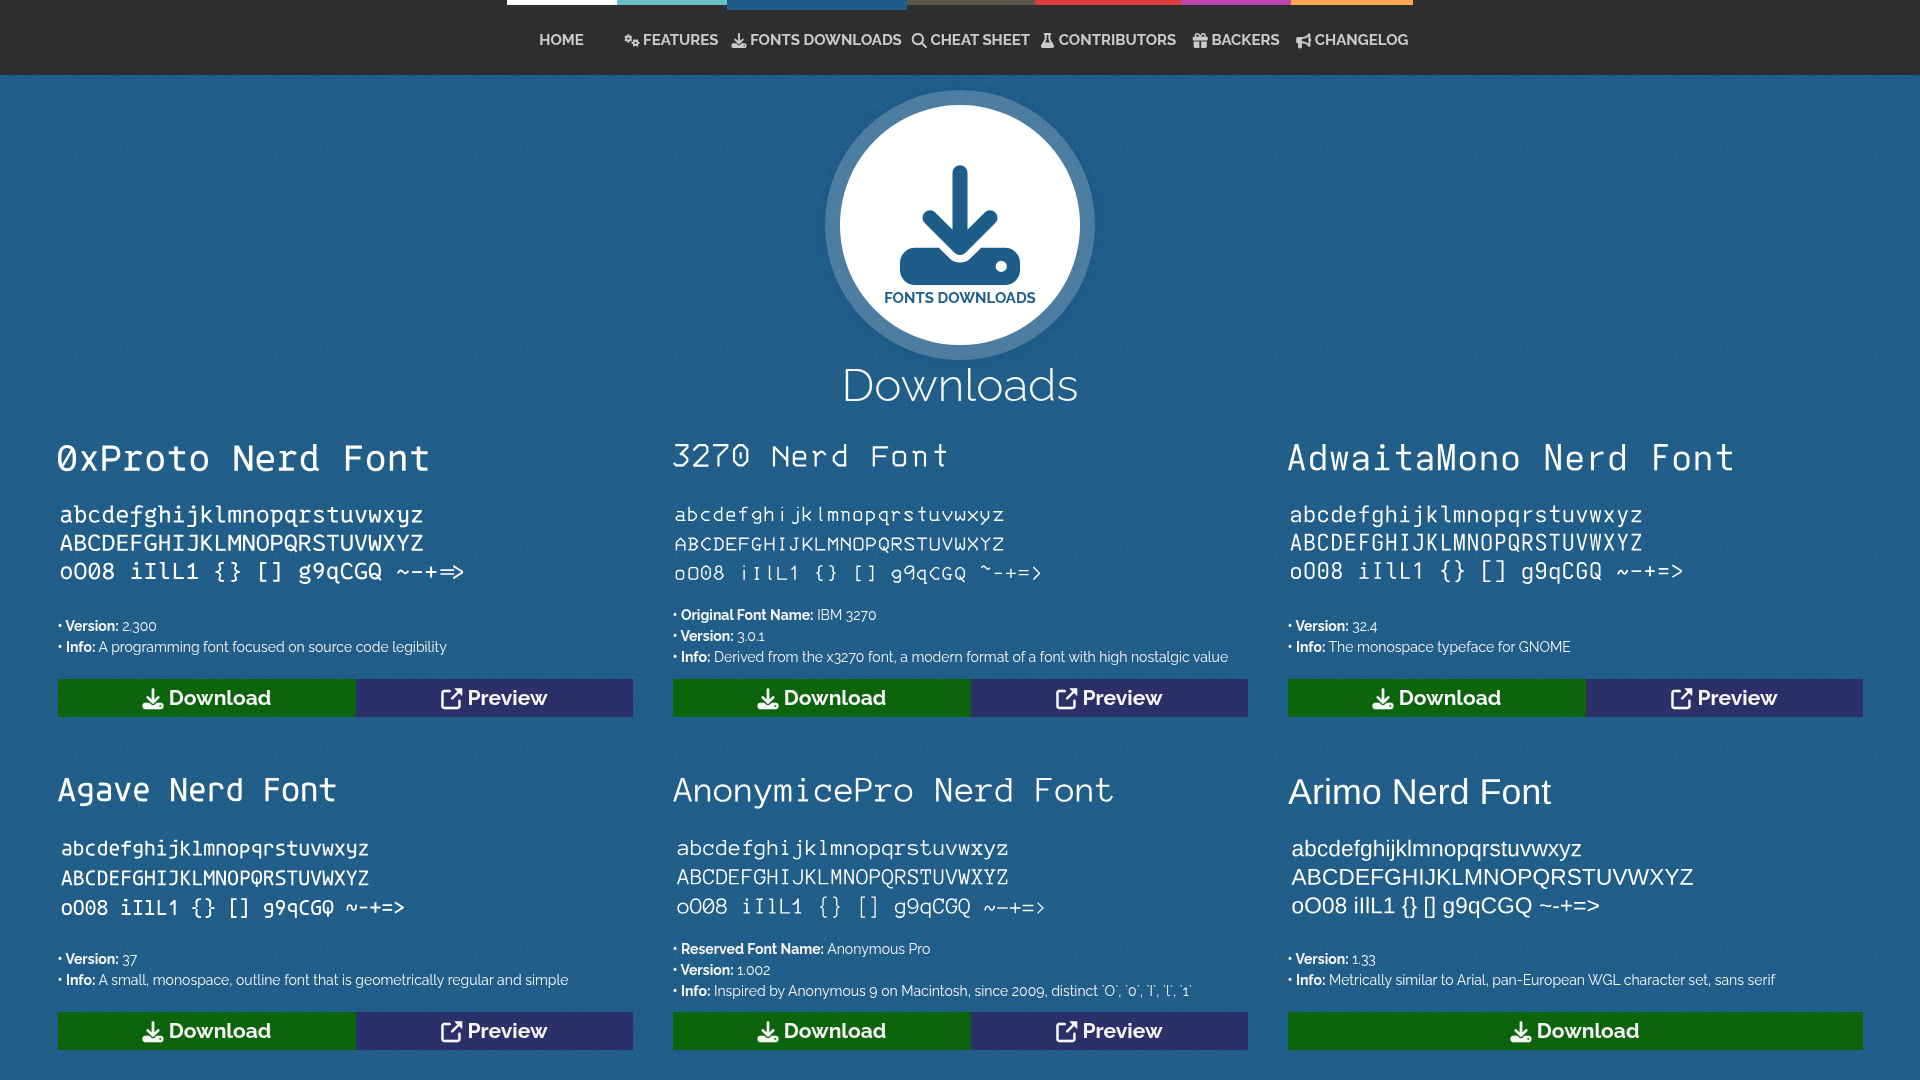 HOME FEATURES FONTS DOWNLOADS CHEAT SHEET CONTRIBUTORS BACKERS CHANGELOG
FONTS DOWNLOADS
Downloads
0xProto Nerd Font
abcdefghijklmnopqrstuvwxyz
ABCDEFGHIJKLMNOPQRSTUVWXYZ
oO08 iIlL1 {} [] g9qCGQ ~-+=>
• Version: 2.300
• Info: A programming font focused on source code legibility
Download Preview
3270 Nerd Font
abcdefghijklmnopqrstuvwxyz
ABCDEFGHIJKLMNOPQRSTUVWXYZ
oO08 iIlL1 {} [] g9qCGQ ~-+=>
• Original Font Name: IBM 3270
• Version: 3.0.1
• Info: Derived from the x3270 font, a modern format of a font with high nostalgic value
Download Preview
AdwaitaMono Nerd Font
abcdefghijklmnopqrstuvwxyz
ABCDEFGHIJKLMNOPQRSTUVWXYZ
oO08 iIlL1 {} [] g9qCGQ ~-+=>
• Version: 32.4
• Info: The monospace typeface for GNOME
Download Preview
Agave Nerd Font
abcdefghijklmnopqrstuvwxyz
ABCDEFGHIJKLMNOPQRSTUVWXYZ
oO08 iIlL1 {} [] g9qCGQ ~-+=>
• Version: 37
• Info: A small, monospace, outline font that is geometrically regular and simple
Download Preview
AnonymicePro Nerd Font
abcdefghijklmnopqrstuvwxyz
ABCDEFGHIJKLMNOPQRSTUVWXYZ
oO08 iIlL1 {} [] g9qCGQ ~-+=>
• Reserved Font Name: Anonymous Pro
• Version: 1.002
• Info: Inspired by Anonymous 9 on Macintosh, since 2009, distinct `O`, `0`, `I`, `l`, `1`
Download Preview
Arimo Nerd Font
abcdefghijklmnopqrstuvwxyz
ABCDEFGHIJKLMNOPQRSTUVWXYZ
oO08 iIlL1 {} [] g9qCGQ ~-+=>
• Version: 1.33
• Info: Metrically similar to Arial, pan-European WGL character set, sans serif
Download